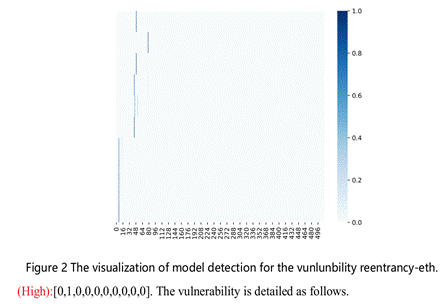 1.0
0.8
0.6
0.4
0.2
0.0
0 16 32 48 64 80 96 112 128 144 160 176 192 208 224 240 256 272 288 304 320 336 352 368 384 400 416 432 448 464 480 496
Figure 2 The visualization of model detection for the vunlunbility reentrancy-eth.
(High):[0,1,0,0,0,0,0,0,0,0]. The vulnerability is detailed as follows.